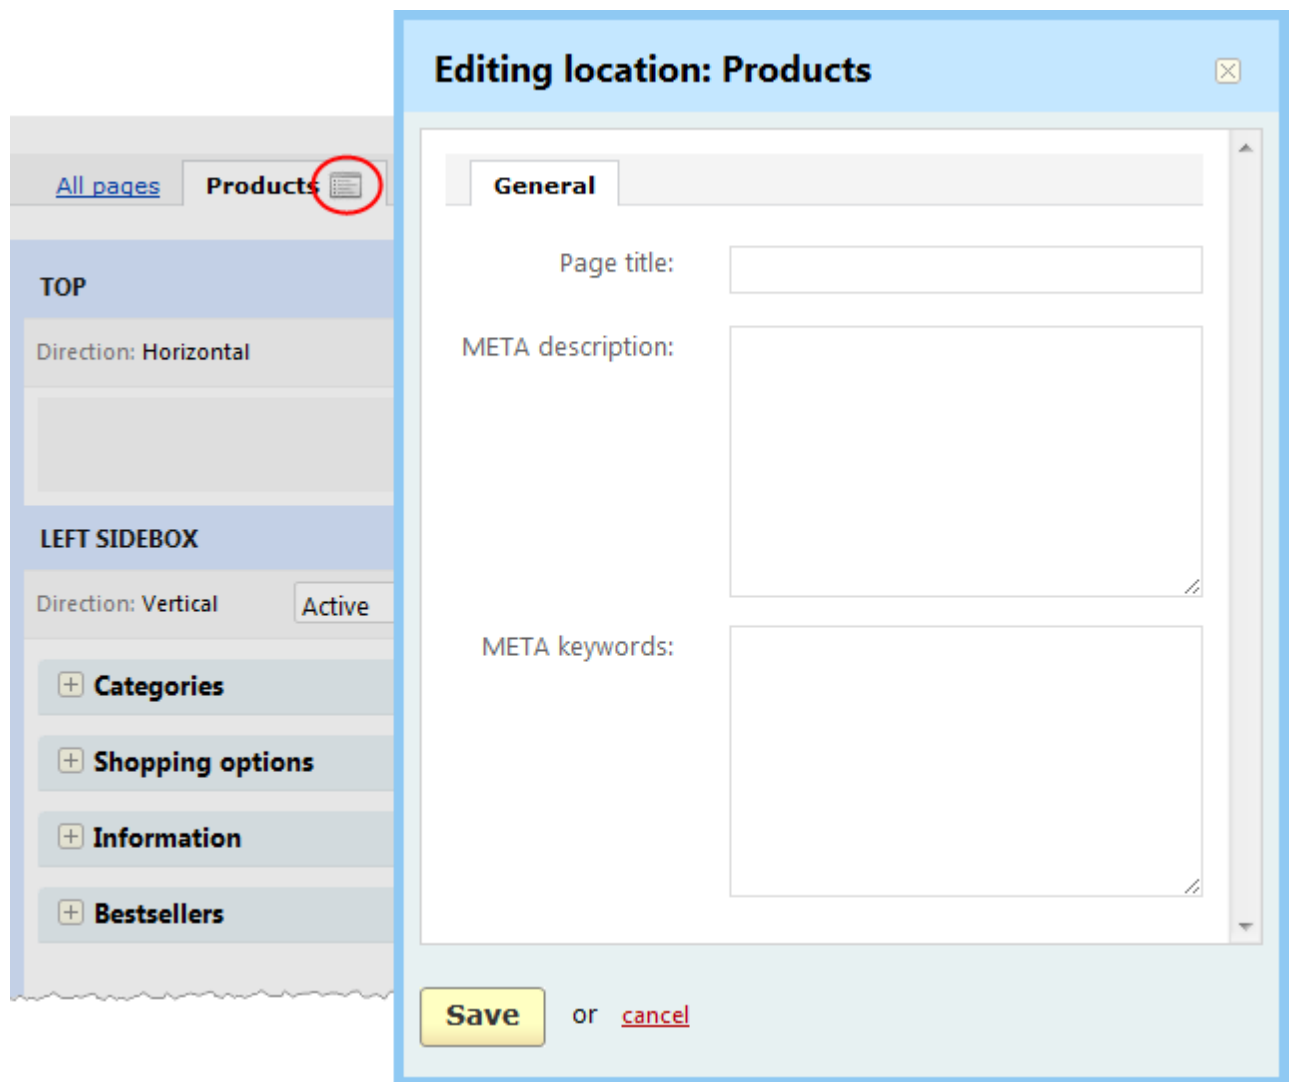 Editing location: Products
All pages
Products
General
Page title:
META description:
META keywords:
TOP
Direction: Horizontal
LEFT SIDEBOX
Direction: Vertical
Active
Categories
Shopping options
Information
Bestsellers
Save or cancel